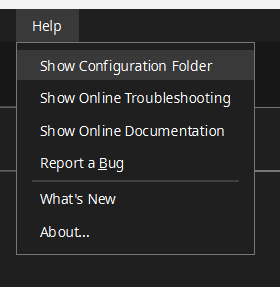 Help
Show Configuration Folder
Show Online Troubleshooting
Show Online Documentation
Report a Bug
What's New
About...